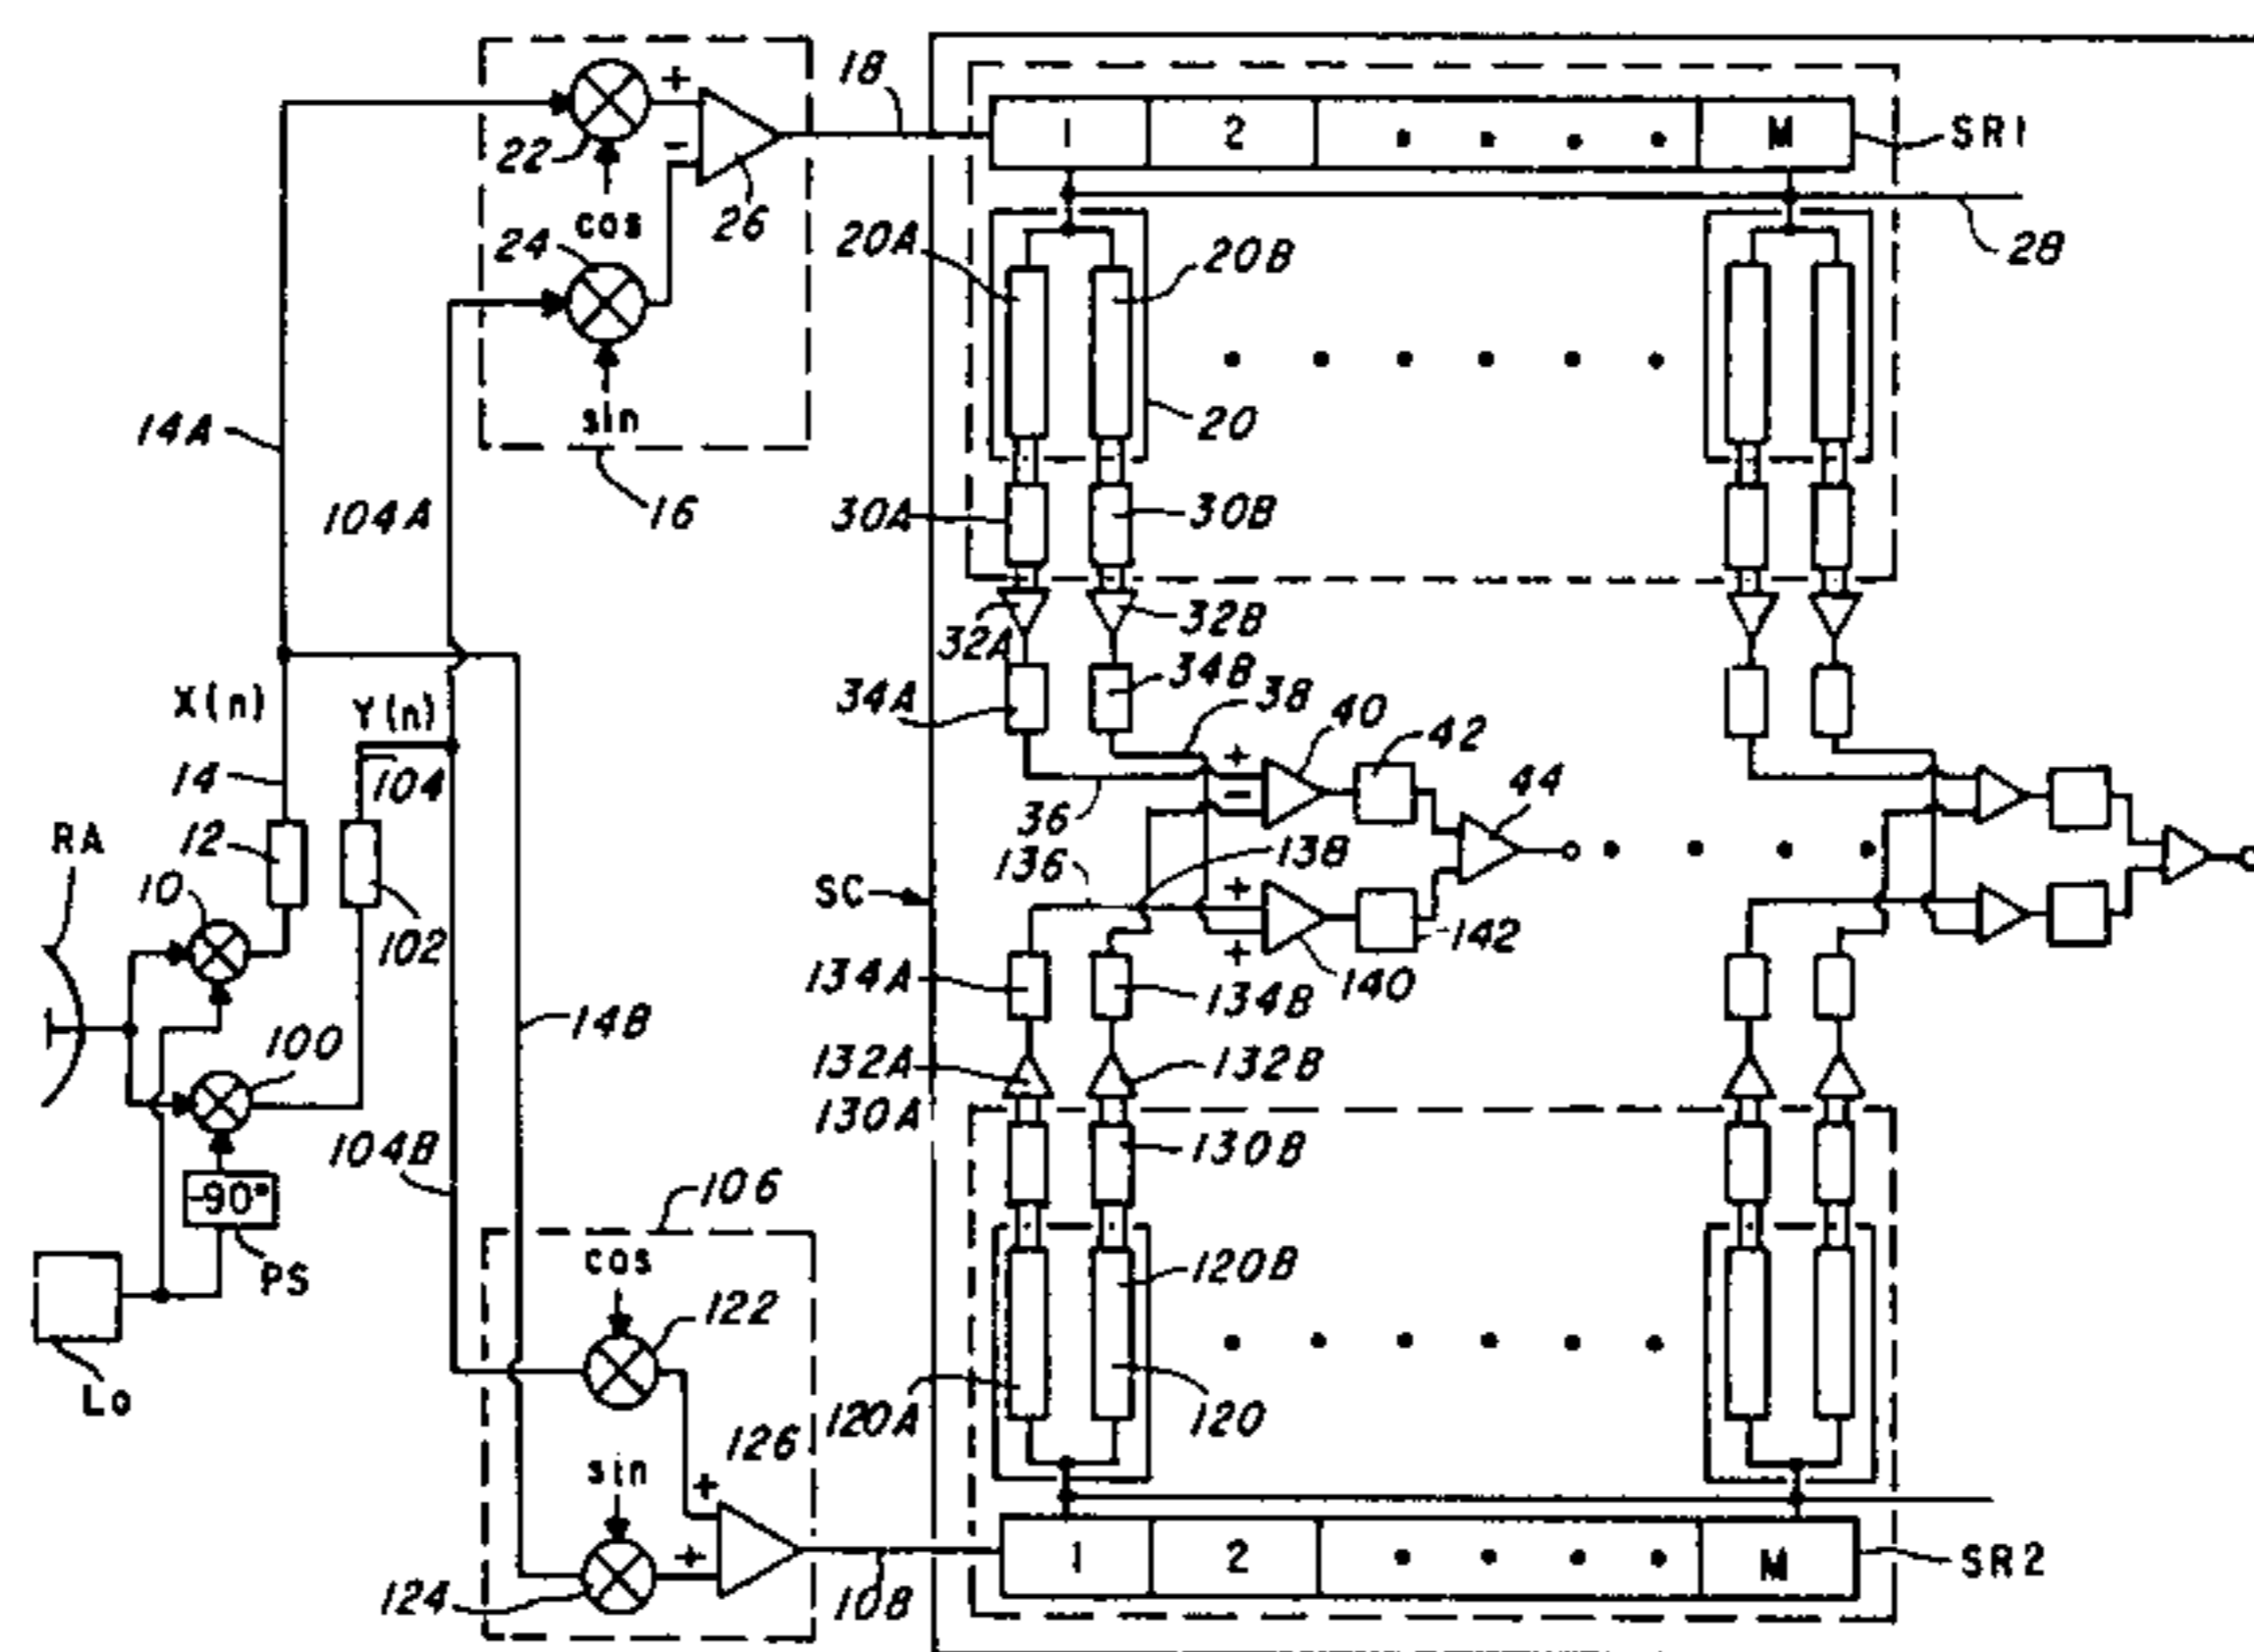 18
1 2 M SR1
+
22
-
cos
26
24
20A
20B
28
sin
20
14A
16
104A
30A
30B
32A
32B
34A
34B
38
X(n)
Y(n)
40
42
+
14
104
-
44
36
RA
12
138
10
136
SC
+
102
142
+
134A
134B
140
14B
100
132A
132B
130A
104B
130B
-90°
106
PS
cos
120B
122
Lo
120A
120
126
sin
+
+
1 2 M SR2
124
108